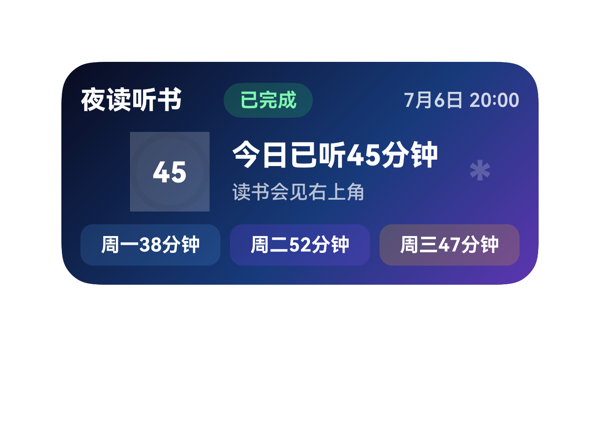 夜读听书
已完成
7月6日 20:00
45
今日已听45分钟
读书会见右上角
周一38分钟
周二52分钟
周三47分钟